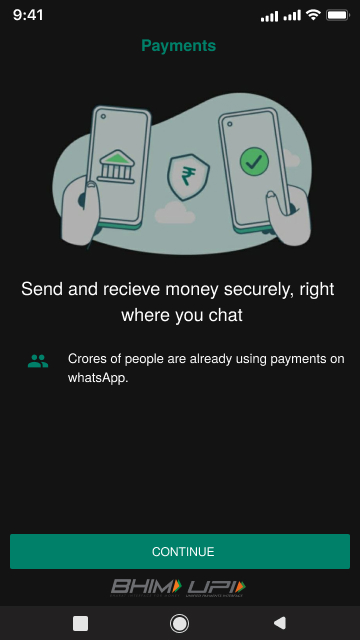 9:41
Payments
₹
Send and recieve money securely, right
where you chat
Crores of people are already using payments on
whatsApp.
CONTINUE
BHIM UPI